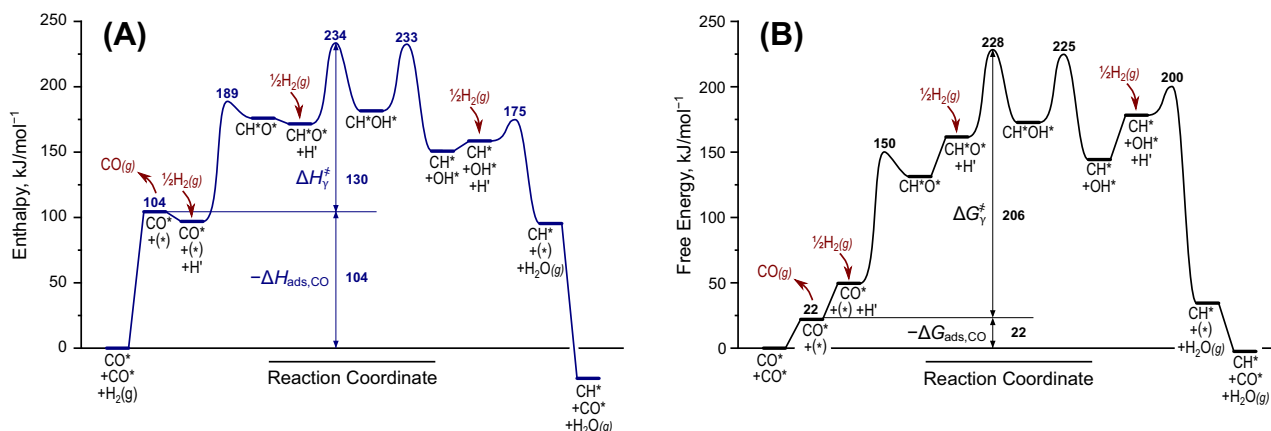 (A)
Enthalpy, kJ/mol⁻¹
250
200
150
100
50
0
CO*
+CO*
+H₂(g)
CO(g)
104
CO*
+(*)
½H₂(g)
CO*
+(*)
+H'
189
CH*O*
½H₂(g)
CH*O*
+H'
234
CH*OH*
233
ΔH‡γ
130
−ΔHads,CO
104
CH*
+OH*
½H₂(g)
CH*
+OH*
+H'
175
CH*
+(*)
+H₂O(g)
CH*
+CO*
+H₂O(g)
Reaction Coordinate
(B)
Free Energy, kJ/mol⁻¹
250
200
150
100
50
0
CO*
+CO*
CO(g)
22
CO*
+(*)
½H₂(g)
CO*
+(*) +H'
150
CH*O*
½H₂(g)
CH*O*
+H'
228
CH*OH*
225
ΔG‡γ
206
−ΔGads,CO
22
CH*
+OH*
½H₂(g)
CH*
+OH*
+H'
200
CH*
+(*)
+H₂O(g)
CH*
+CO*
+H₂O(g)
Reaction Coordinate